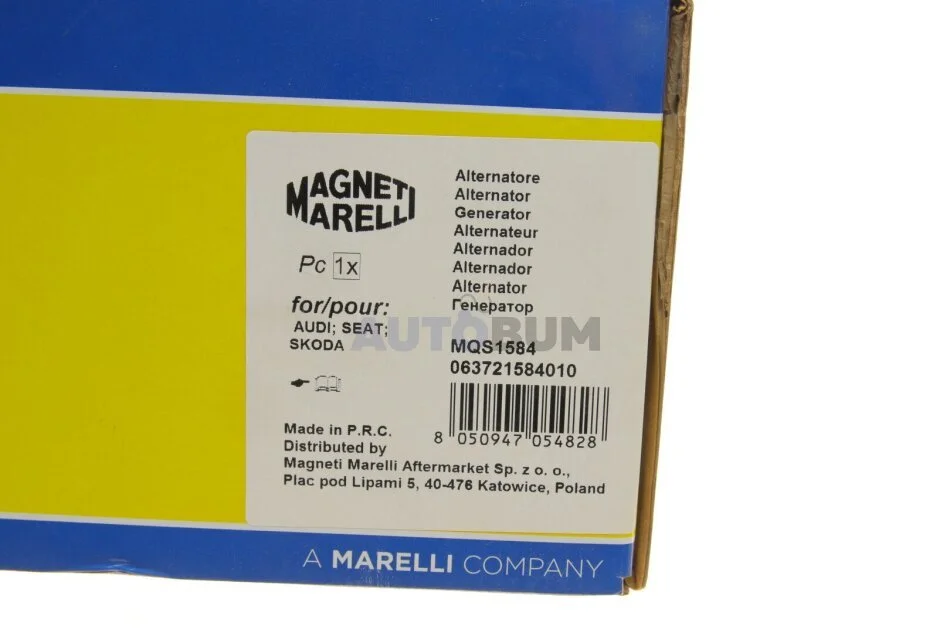 MAGNETI
MARELLI
Pc 1x
for/pour:
AUDI; SEAT;
SKODA
Alternatore
Alternator
Generator
Alternateur
Alternador
Alternador
Alternator
Генератор
AUTOBUM
MQS1584
063721584010
8 050947 054828
Made in P.R.C.
Distributed by
Magneti Marelli Aftermarket Sp. z o. o.,
Plac pod Lipami 5, 40-476 Katowice, Poland
A MARELLI COMPANY